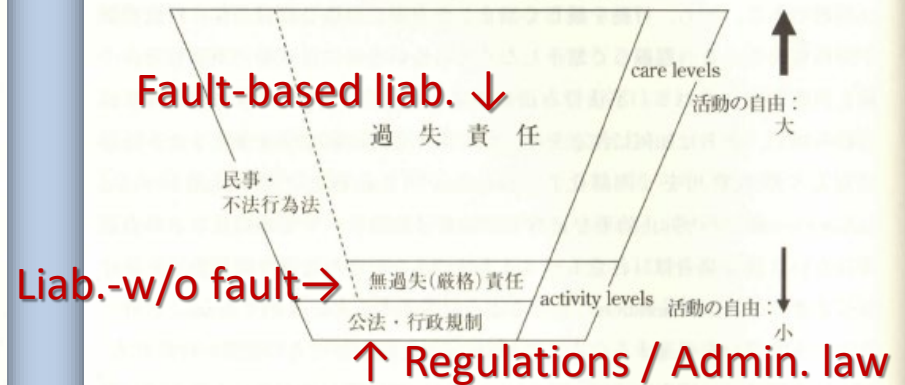 care levels
Fault-based liab. ↓
活動の自由：
大
過失責任
民事・
不法行為法
Liab.-w/o fault→
無過失(厳格)責任
activity levels
活動の自由：
小
公法・行政規制
↑ Regulations / Admin. law